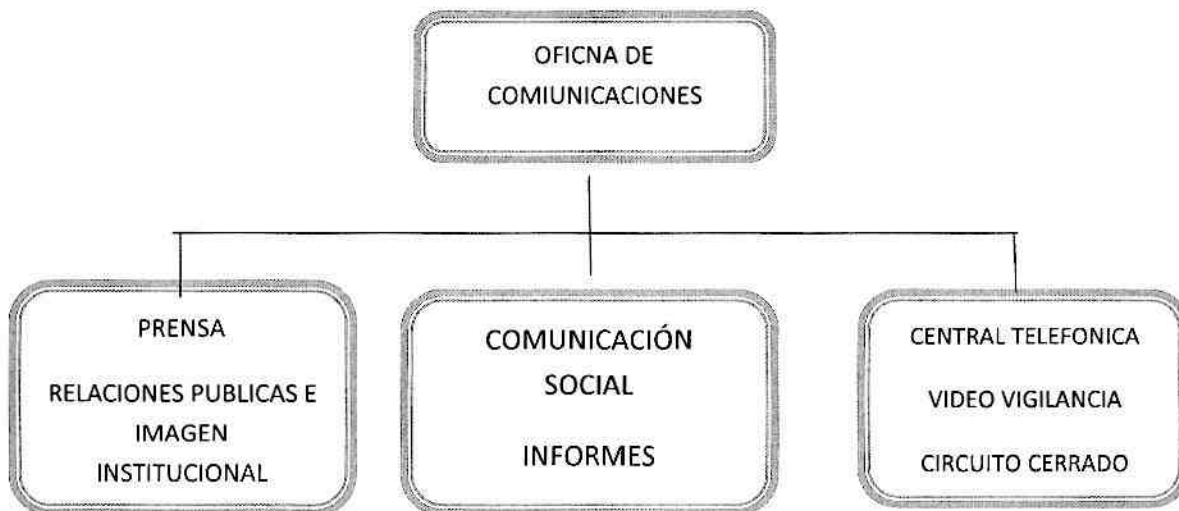 OFICNA DE
COMIUNICACIONES
PRENSA
RELACIONES PUBLICAS E
IMAGEN
INSTITUCIONAL
COMUNICACIÓN
SOCIAL
INFORMES
CENTRAL TELEFONICA
VIDEO VIGILANCIA
CIRCUITO CERRADO